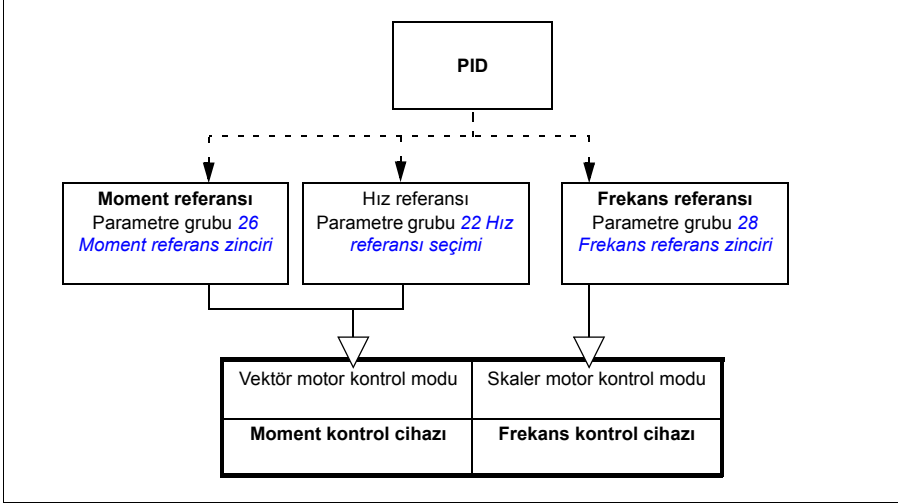 PID
Moment referansı
Parametre grubu 26
Moment referans zinciri
Hız referansı
Parametre grubu 22 Hız
referansı seçimi
Frekans referansı
Parametre grubu 28
Frekans referans zinciri
Vektör motor kontrol modu
Skaler motor kontrol modu
Moment kontrol cihazı
Frekans kontrol cihazı